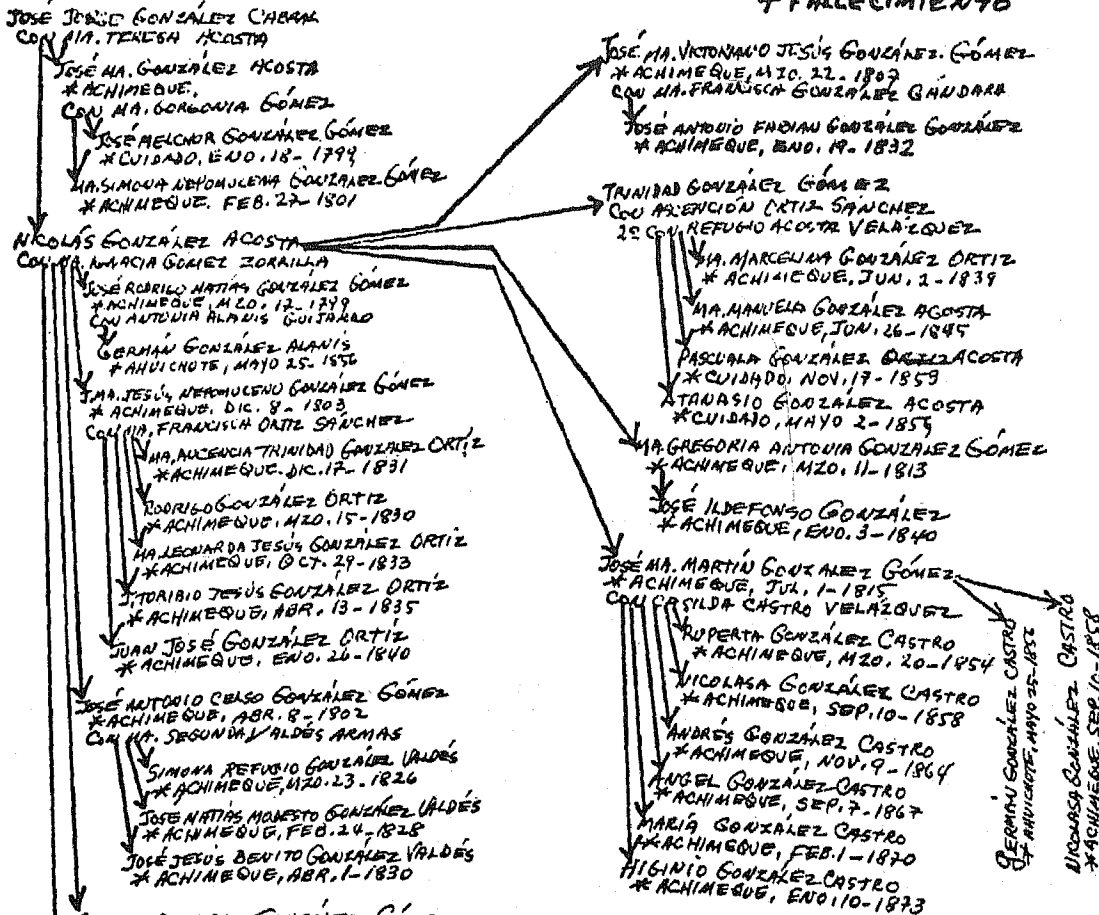 + FALLECIMIENTO
JOSÉ JORGE GONZÁLEZ CABRAL
CON MA. TERESA ACOSTA
JOSÉ MA. GONZÁLEZ ACOSTA
* ACHIMEQUE,
CON MA. GORGONIA GÓMEZ
JOSÉ MELCHOR GONZÁLEZ GÓMEZ
* CUIDADO, ENO. 18- 1799
MA. SIMONA NEPOMUCENA GONZÁLEZ GÓMEZ
* ACHIMEQUE. FEB. 27- 1801
NICOLÁS GONZÁLEZ ACOSTA
CON MA. IGNACIA GÓMEZ ZORRILLA
JOSÉ RODRIGO MATÍAS GONZÁLEZ GÓMEZ
* ACHIMEQUE, MZO. 17- 1799
CON ANTONIA ALANIS GUIJARRO
GERMÁN GONZÁLEZ ALANÍS
* AHUICHOTE, MAYO 25- 1856
J. MA. JESÚS NEPOMUCENO GONZÁLEZ GÓMEZ
* ACHIMEQUE. DIC. 8- 1803
CON MA. FRANCISCA ORTIZ SÁNCHEZ
MA. AUCENCIA TRINIDAD GONZÁLEZ ORTÍZ
* ACHIMEQUE. DIC. 17- 1831
RODRIGO GONZÁLEZ ORTIZ
* ACHIMEQUE, MZO. 15-1830
MA. LEONARDA JESÚS GONZÁLEZ ORTIZ
* ACHIMEQUE, OCT. 29-1833
J. TORIBIO JESÚS GONZÁLEZ ORTÍZ
* ACHIMEQUE, ABR. 13-1835
JUAN JOSÉ GONZÁLEZ ORTÍZ
* ACHIMEQUE, ENO. 26-1840
JOSÉ ANTONIO CELSO GONZÁLEZ GÓMEZ
* ACHIMEQUE, ABR. 8-1802
CON MA. SEGUNDA VALDÉS ARMAS
SIMONA REFUGIO GONZÁLEZ VALDÉS
* ACHIMEQUE, MZO. 23. 1826
JOSE MATÍAS MODESTO GONZÁLEZ VALDÉS
* ACHIMEQUE, FEB. 24-1828
JOSÉ JESÚS BENITO GONZÁLEZ VALDÉS
* ACHIMEQUE, ABR. 1-1830
JOSÉ MA. VICTORIANO JESÚS GONZÁLEZ GÓMEZ
* ACHIMEQUE, MZO. 22. 1807
CON MA. FRANCISCA GONZÁLEZ GÁNDARA
JOSÉ ANTONIO FABIAN GONZÁLEZ GONZÁLEZ
* ACHIMEQUE, ENO. 19- 1832
TRINIDAD GONZÁLEZ GÓMEZ
CON ASCENCIÓN ORTIZ SÁNCHEZ
2º CON REFUGIO ACOSTA VELÁZQUEZ
MA. MARCELINA GONZÁLEZ ORTIZ
* ACHIMEQUE, JUN. 2-1839
MA. MANUELA GONZÁLEZ ACOSTA
* ACHIMEQUE, JUN. 26-1845
PASCUALA GONZÁLEZ ORTIZ ACOSTA
* CUIDADO, NOV. 17-1859
ATANASIO GONZÁLEZ ACOSTA
* CUIDADO, MAYO 2-1859
MA. GREGORIA ANTONIA GONZÁLEZ GÓMEZ
* ACHIMEQUE, MZO. 11-1813
JOSÉ ILDEFONSO GONZÁLEZ
* ACHIMEQUE, ENO. 3-1840
JOSÉ MA. MARTÍN GONZÁLEZ GÓMEZ
* ACHIMEQUE, JUL. 1-1815
CON CASILDA CASTRO VELÁZQUEZ
RUPERTA GONZÁLEZ CASTRO
* ACHIMEQUE, MZO. 20-1854
NICOLASA GONZÁLEZ CASTRO
* ACHIMEQUE, SEP. 10-1858
ANDRÉS GONZÁLEZ CASTRO
* ACHIMEQUE, NOV. 9-1864
ANGEL GONZÁLEZ CASTRO
* ACHIMEQUE, SEP. 7-1867
MARÍA GONZÁLEZ CASTRO
* ACHIMEQUE, FEB. 1-1870
HIGINIO GONZÁLEZ CASTRO
* ACHIMEQUE, ENO. 10-1873
GERMÁN GONZÁLEZ CASTRO
* AHUICHOTE, MAYO 25-1856
NICOLASA GONZÁLEZ CASTRO
* ACHIMEQUE. SEP. 10-1858